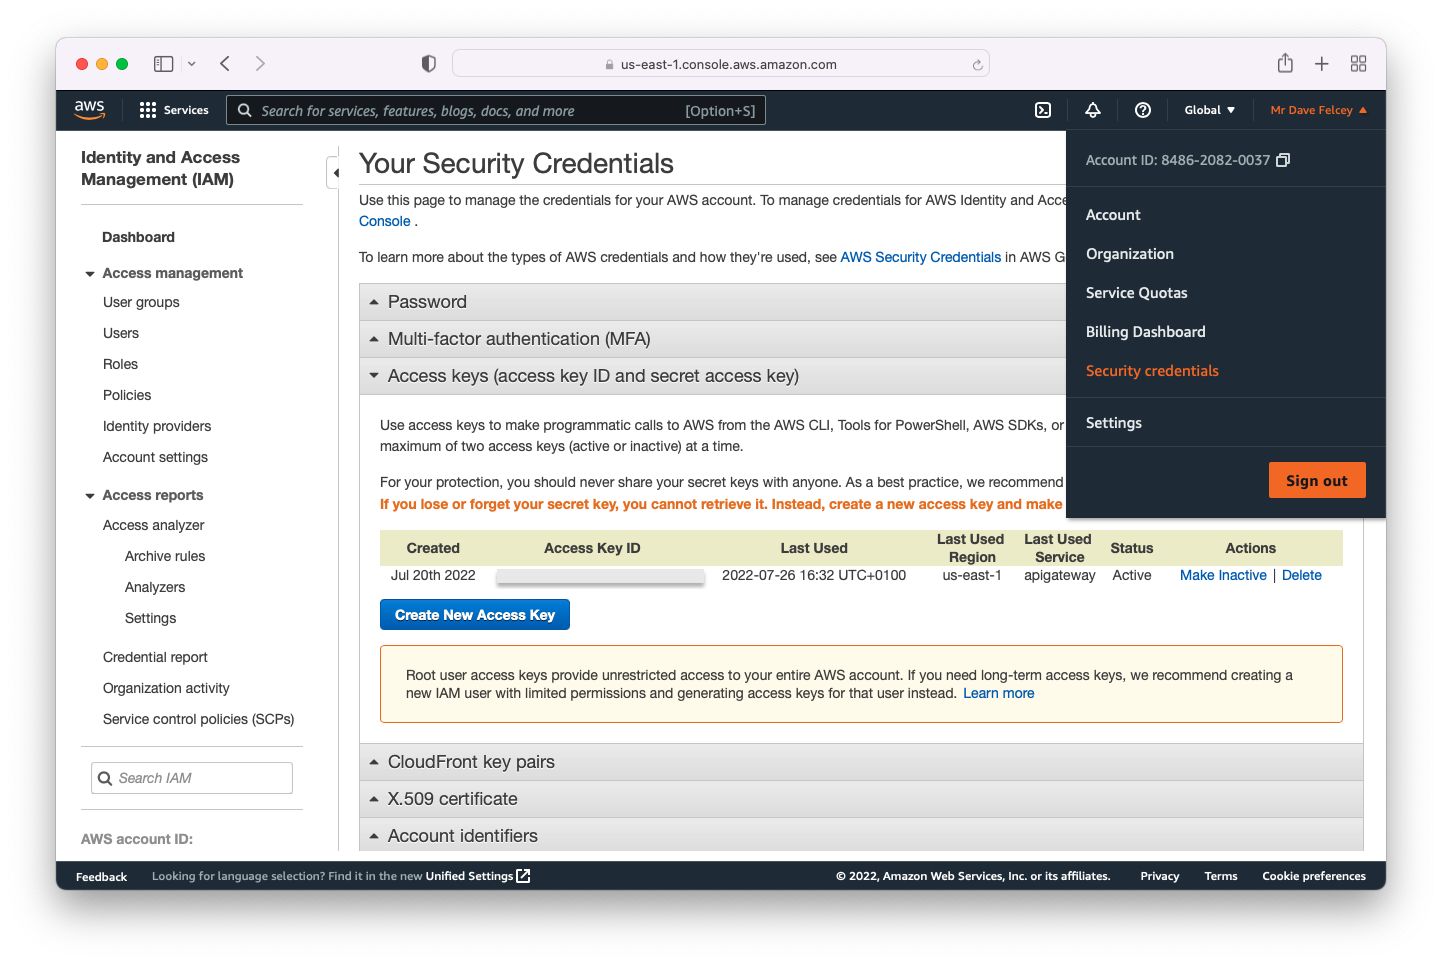 us-east-1.console.aws.amazon.com
aws
Services
Search for services, features, blogs, docs, and more
[Option+S]
Global
Mr Dave Felcey
Identity and Access
Management (IAM)
Dashboard
Access management
User groups
Users
Roles
Policies
Identity providers
Account settings
Access reports
Access analyzer
Archive rules
Analyzers
Settings
Credential report
Organization activity
Service control policies (SCPs)
Search IAM
AWS account ID:
Your Security Credentials
Use this page to manage the credentials for your AWS account. To manage credentials for AWS Identity and Acce
Console .
To learn more about the types of AWS credentials and how they're used, see AWS Security Credentials in AWS G
Password
Multi-factor authentication (MFA)
Access keys (access key ID and secret access key)
Use access keys to make programmatic calls to AWS from the AWS CLI, Tools for PowerShell, AWS SDKs, or
maximum of two access keys (active or inactive) at a time.
For your protection, you should never share your secret keys with anyone. As a best practice, we recommend
If you lose or forget your secret key, you cannot retrieve it. Instead, create a new access key and make
Created Access Key ID Last Used Last Used Region Last Used Service Status Actions
Jul 20th 2022 2022-07-26 16:32 UTC+0100 us-east-1 apigateway Active Make Inactive | Delete
Create New Access Key
Root user access keys provide unrestricted access to your entire AWS account. If you need long-term access keys, we recommend creating a
new IAM user with limited permissions and generating access keys for that user instead. Learn more
CloudFront key pairs
X.509 certificate
Account identifiers
Account ID: 8486-2082-0037
Account
Organization
Service Quotas
Billing Dashboard
Security credentials
Settings
Sign out
Feedback
Looking for language selection? Find it in the new Unified Settings
© 2022, Amazon Web Services, Inc. or its affiliates.
Privacy
Terms
Cookie preferences